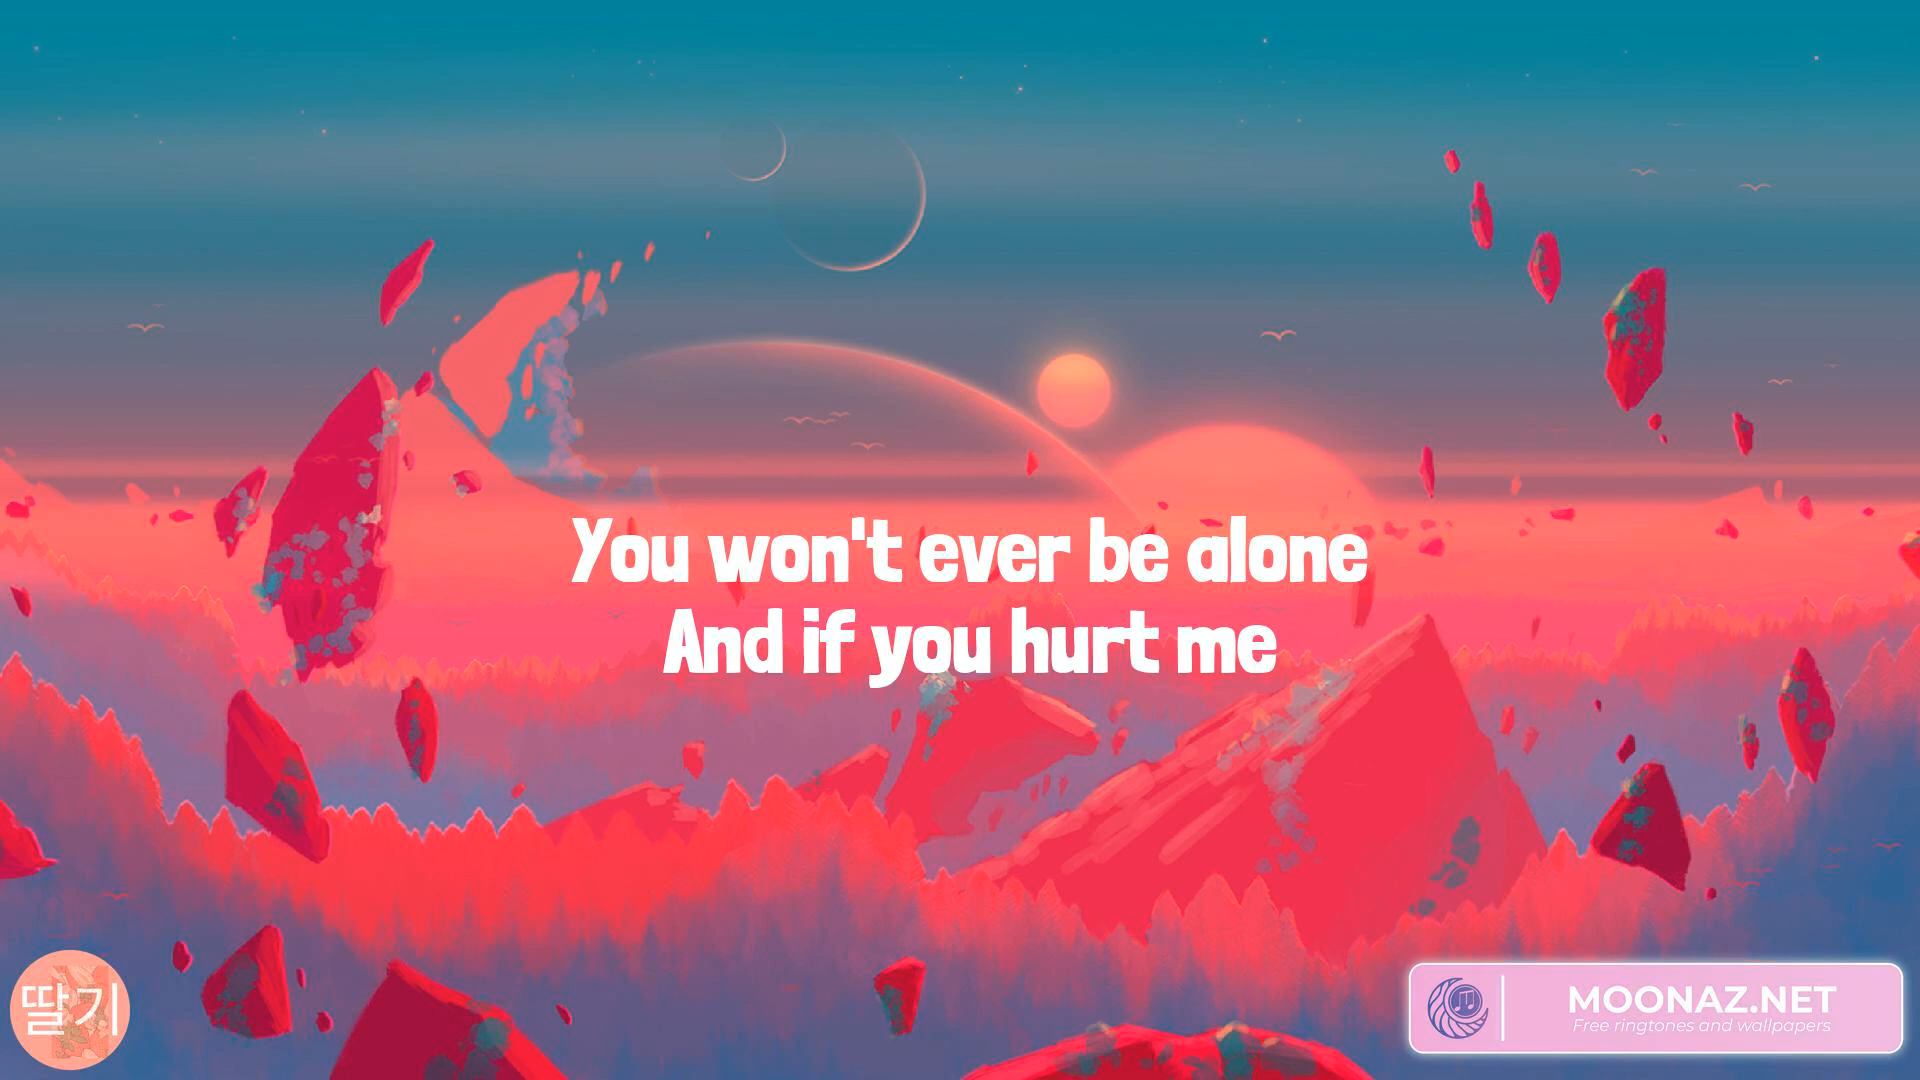 You won't ever be alone
And if you hurt me
딸기
MOONAZ.NET
Free ringtones and wallpapers